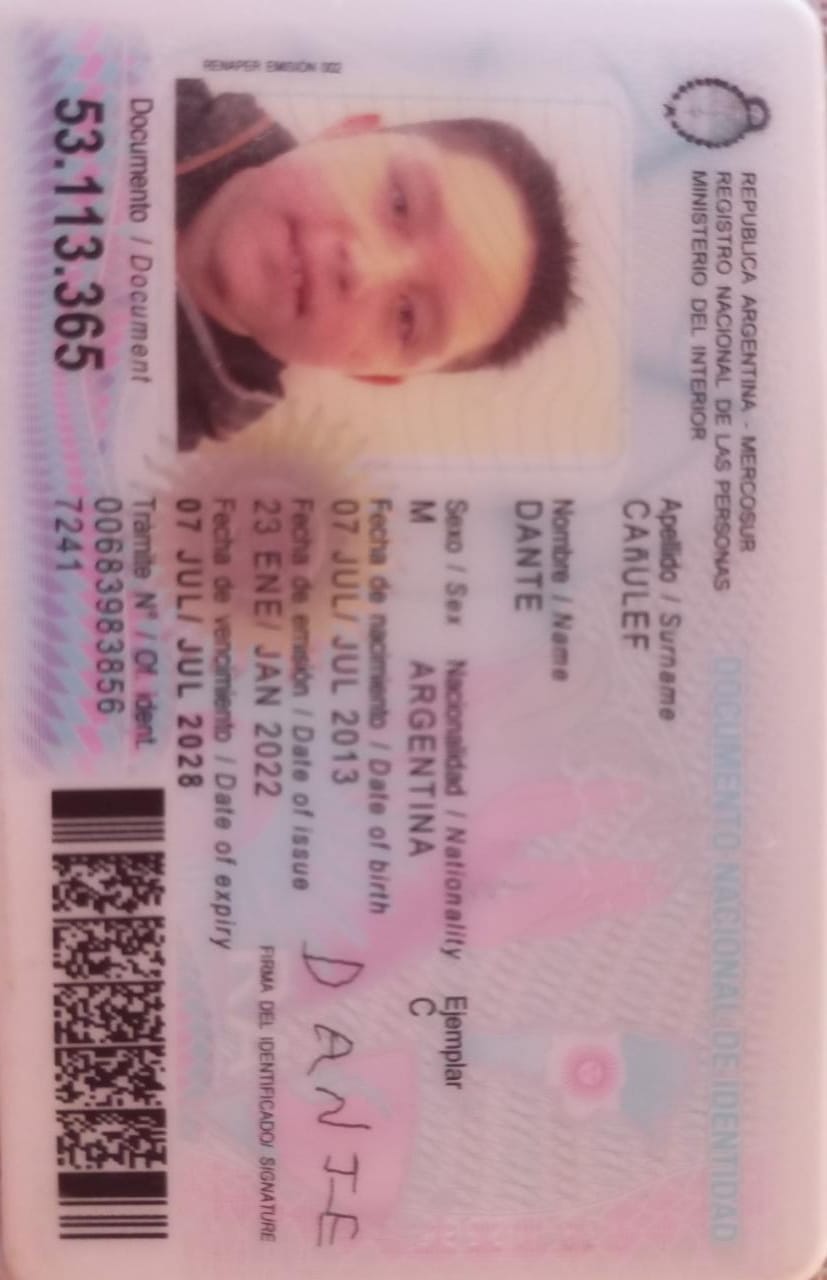 REPUBLICA ARGENTINA - MERCOSUR
REGISTRO NACIONAL DE LAS PERSONAS
MINISTERIO DEL INTERIOR
DOCUMENTO NACIONAL DE IDENTIDAD
RENAPER EMISIÓN 002
Apellido / Surname
CAÑULEF
Nombre / Name
DANTE
Sexo / Sex Nacionalidad / Nationality Ejemplar
M ARGENTINA C
Fecha de nacimiento / Date of birth
07 JUL/ JUL 2013
Fecha de emisión / Date of issue
23 ENE/ JAN 2022
Fecha de vencimiento / Date of expiry
07 JUL/ JUL 2028
DANTE
FIRMA DEL IDENTIFICADO/ SIGNATURE
Documento / Document
53.113.365
Trámite N° / Of. ident.
00683983856
7241